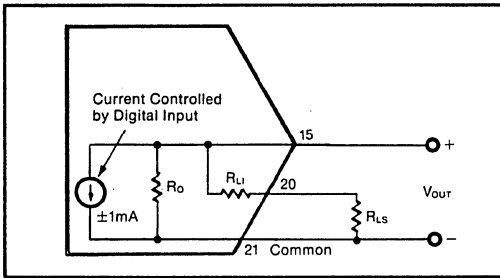 Current Controlled
by Digital Input
15
RLI
20
RO
VOUT
±1mA
RLS
21 Common
+
−